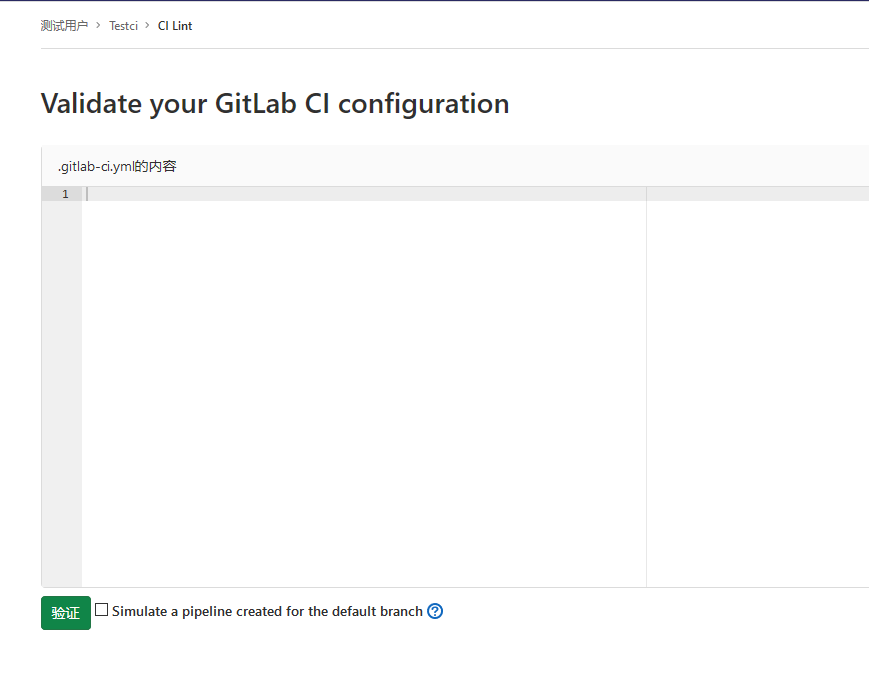 测试用户 › Testci › CI Lint
Validate your GitLab CI configuration
.gitlab-ci.yml的内容
1
验证 Simulate a pipeline created for the default branch ?